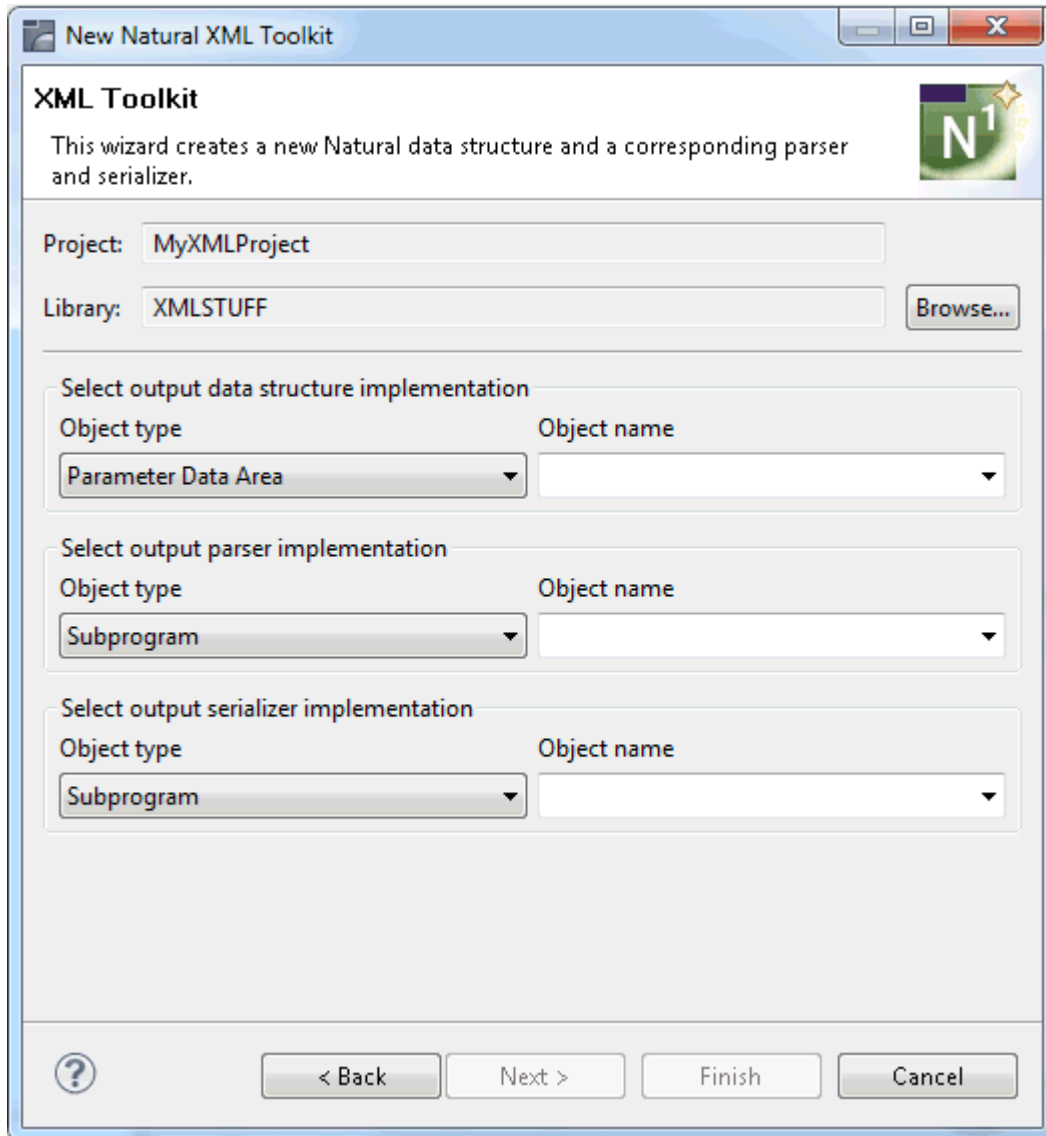 New Natural XML Toolkit
XML Toolkit
This wizard creates a new Natural data structure and a corresponding parser
and serializer.
N1
Project: MyXMLProject
Library: XMLSTUFF Browse...
Select output data structure implementation
Object type Object name
Parameter Data Area
Select output parser implementation
Object type Object name
Subprogram
Select output serializer implementation
Object type Object name
Subprogram
? < Back Next > Finish Cancel